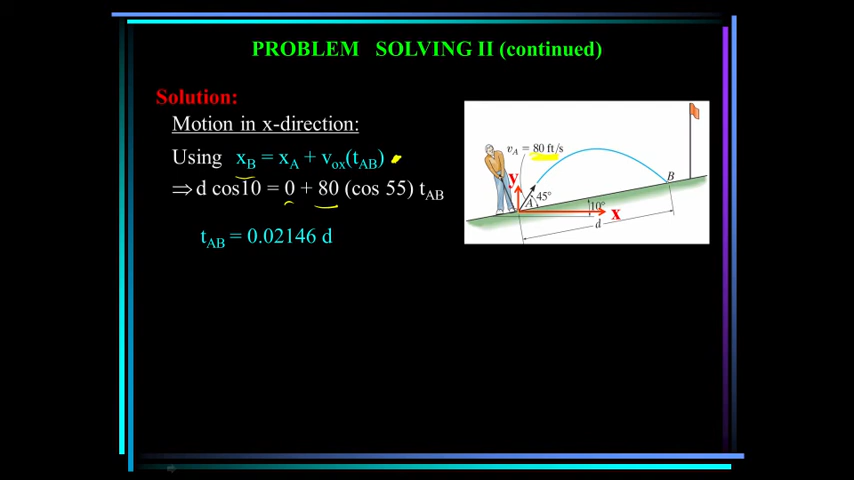 PROBLEM SOLVING II (continued)
Solution:
Motion in x-direction:
Using x_B = x_A + v_ox(t_AB)
⇒ d cos10 = 0 + 80 (cos 55) t_AB
t_AB = 0.02146 d
v_A = 80 ft/s
y
A
45°
10°
x
B
d